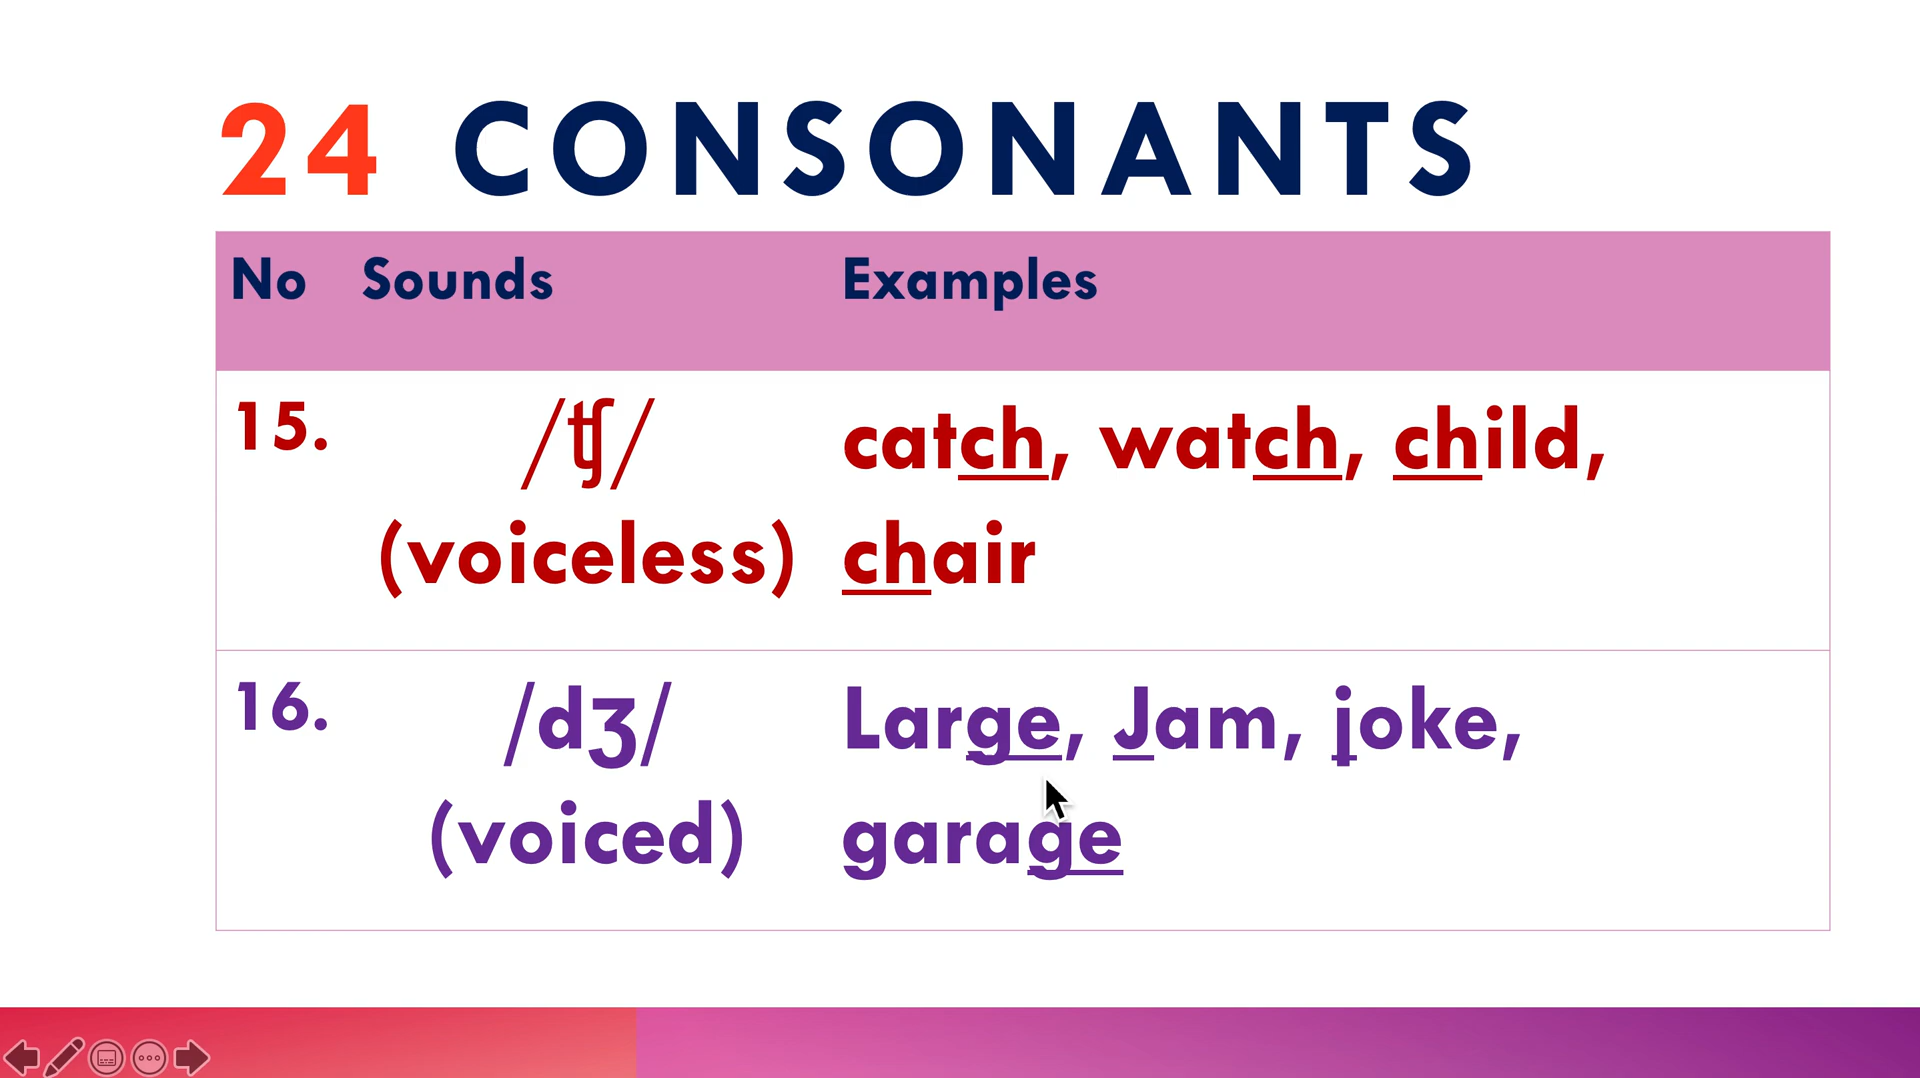 24 CONSONANTS
No Sounds Examples
15. /ʧ/ catch, watch, child,
(voiceless) chair
16. /dʒ/ Large, Jam, joke,
(voiced) garage